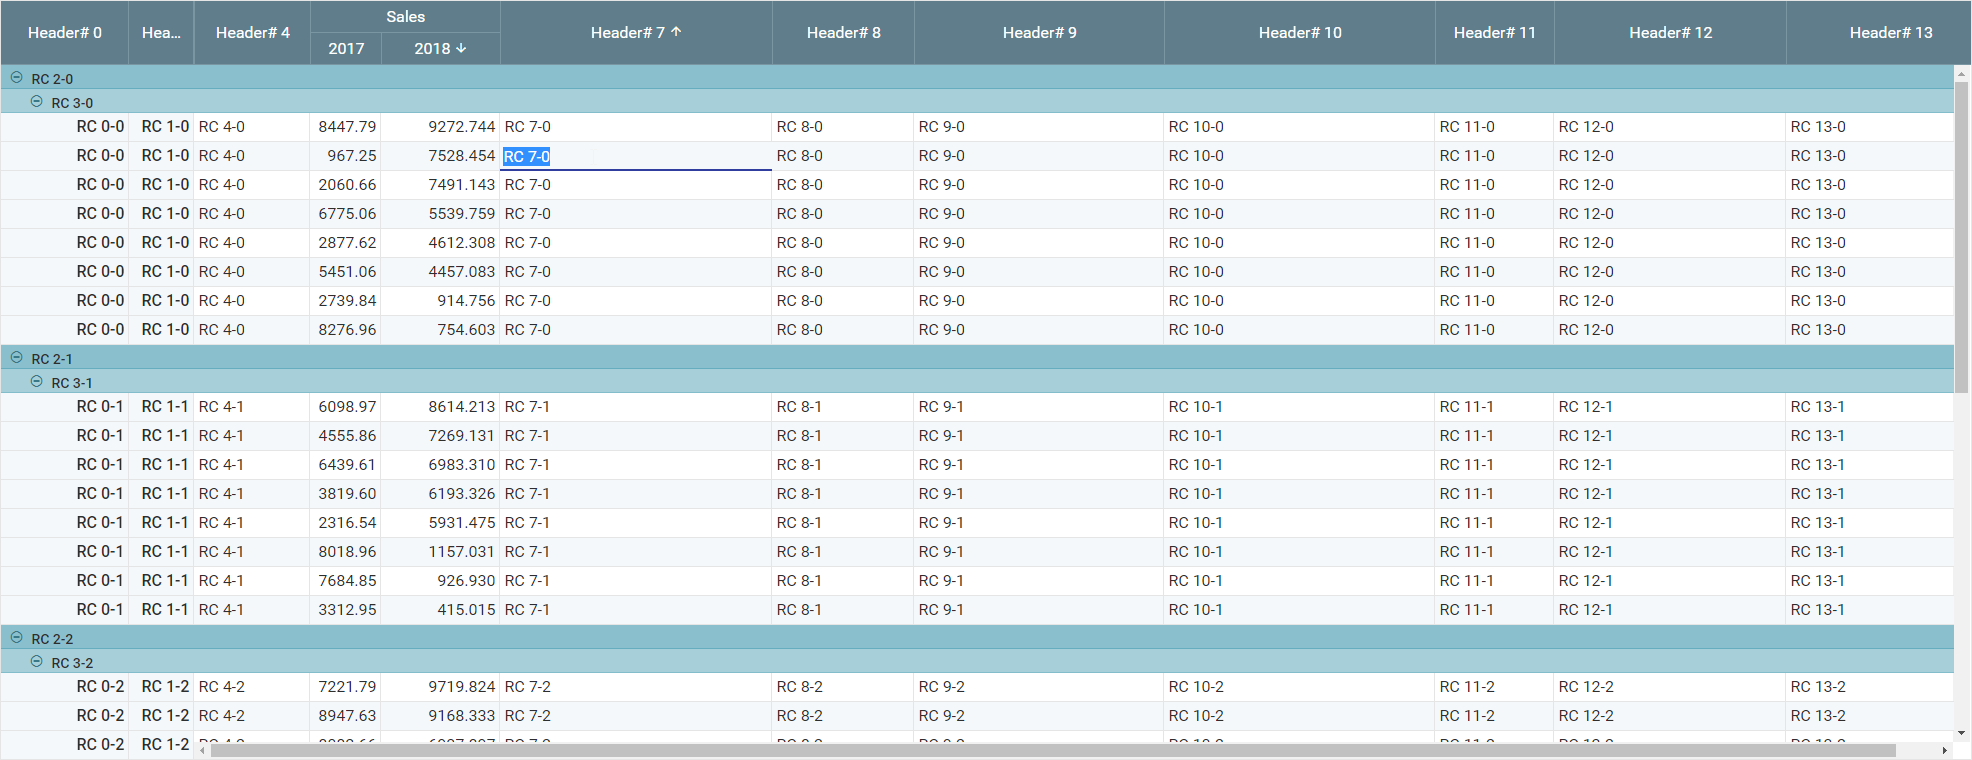 Header# 0 Hea... Header# 4 Sales Header# 7 ↑ Header# 8 Header# 9 Header# 10 Header# 11 Header# 12 Header# 13
2017 2018 ↓
RC 2-0
RC 3-0
RC 0-0 RC 1-0 RC 4-0 8447.79 9272.744 RC 7-0 RC 8-0 RC 9-0 RC 10-0 RC 11-0 RC 12-0 RC 13-0
RC 0-0 RC 1-0 RC 4-0 967.25 7528.454 RC 7-0 RC 8-0 RC 9-0 RC 10-0 RC 11-0 RC 12-0 RC 13-0
RC 0-0 RC 1-0 RC 4-0 2060.66 7491.143 RC 7-0 RC 8-0 RC 9-0 RC 10-0 RC 11-0 RC 12-0 RC 13-0
RC 0-0 RC 1-0 RC 4-0 6775.06 5539.759 RC 7-0 RC 8-0 RC 9-0 RC 10-0 RC 11-0 RC 12-0 RC 13-0
RC 0-0 RC 1-0 RC 4-0 2877.62 4612.308 RC 7-0 RC 8-0 RC 9-0 RC 10-0 RC 11-0 RC 12-0 RC 13-0
RC 0-0 RC 1-0 RC 4-0 5451.06 4457.083 RC 7-0 RC 8-0 RC 9-0 RC 10-0 RC 11-0 RC 12-0 RC 13-0
RC 0-0 RC 1-0 RC 4-0 2739.84 914.756 RC 7-0 RC 8-0 RC 9-0 RC 10-0 RC 11-0 RC 12-0 RC 13-0
RC 0-0 RC 1-0 RC 4-0 8276.96 754.603 RC 7-0 RC 8-0 RC 9-0 RC 10-0 RC 11-0 RC 12-0 RC 13-0
RC 2-1
RC 3-1
RC 0-1 RC 1-1 RC 4-1 6098.97 8614.213 RC 7-1 RC 8-1 RC 9-1 RC 10-1 RC 11-1 RC 12-1 RC 13-1
RC 0-1 RC 1-1 RC 4-1 4555.86 7269.131 RC 7-1 RC 8-1 RC 9-1 RC 10-1 RC 11-1 RC 12-1 RC 13-1
RC 0-1 RC 1-1 RC 4-1 6439.61 6983.310 RC 7-1 RC 8-1 RC 9-1 RC 10-1 RC 11-1 RC 12-1 RC 13-1
RC 0-1 RC 1-1 RC 4-1 3819.60 6193.326 RC 7-1 RC 8-1 RC 9-1 RC 10-1 RC 11-1 RC 12-1 RC 13-1
RC 0-1 RC 1-1 RC 4-1 2316.54 5931.475 RC 7-1 RC 8-1 RC 9-1 RC 10-1 RC 11-1 RC 12-1 RC 13-1
RC 0-1 RC 1-1 RC 4-1 8018.96 1157.031 RC 7-1 RC 8-1 RC 9-1 RC 10-1 RC 11-1 RC 12-1 RC 13-1
RC 0-1 RC 1-1 RC 4-1 7684.85 926.930 RC 7-1 RC 8-1 RC 9-1 RC 10-1 RC 11-1 RC 12-1 RC 13-1
RC 0-1 RC 1-1 RC 4-1 3312.95 415.015 RC 7-1 RC 8-1 RC 9-1 RC 10-1 RC 11-1 RC 12-1 RC 13-1
RC 2-2
RC 3-2
RC 0-2 RC 1-2 RC 4-2 7221.79 9719.824 RC 7-2 RC 8-2 RC 9-2 RC 10-2 RC 11-2 RC 12-2 RC 13-2
RC 0-2 RC 1-2 RC 4-2 8947.63 9168.333 RC 7-2 RC 8-2 RC 9-2 RC 10-2 RC 11-2 RC 12-2 RC 13-2
RC 0-2 RC 1-2